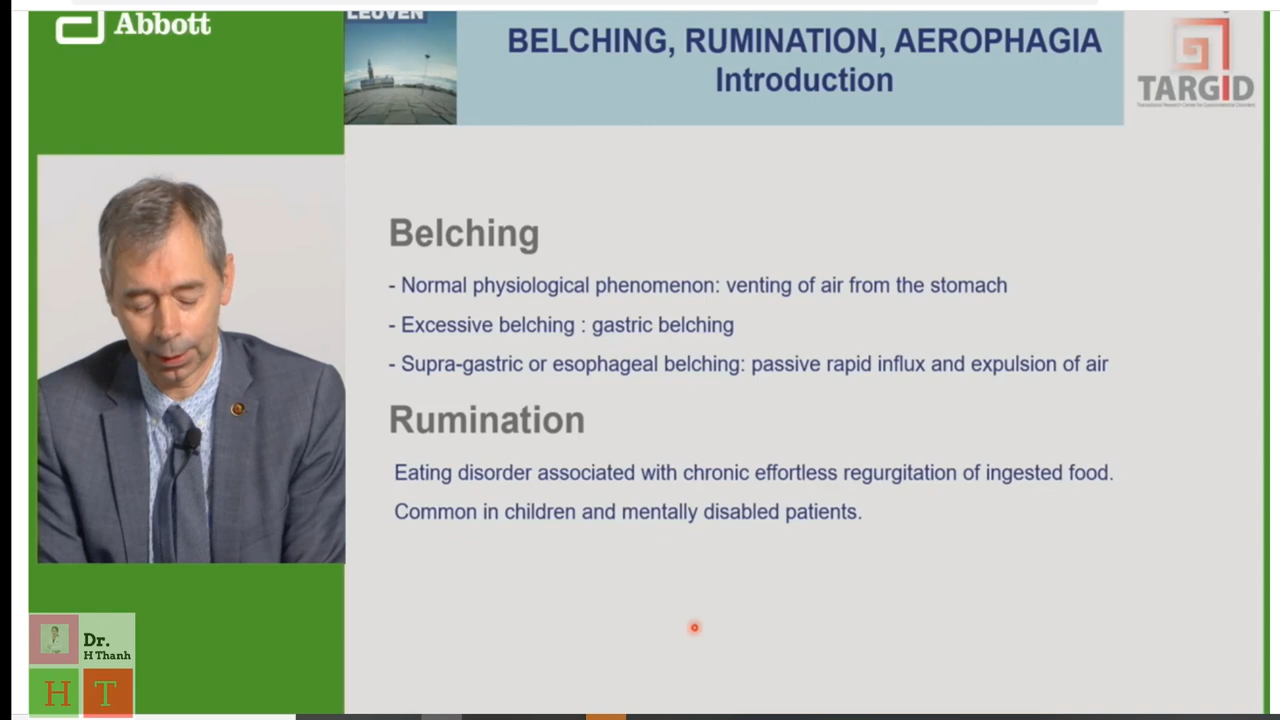 Abbott
LEUVEN
BELCHING, RUMINATION, AEROPHAGIA
Introduction
TARGID
Belching
- Normal physiological phenomenon: venting of air from the stomach
- Excessive belching : gastric belching
- Supra-gastric or esophageal belching: passive rapid influx and expulsion of air
Rumination
Eating disorder associated with chronic effortless regurgitation of ingested food.
Common in children and mentally disabled patients.
Dr.
H Thanh
H T